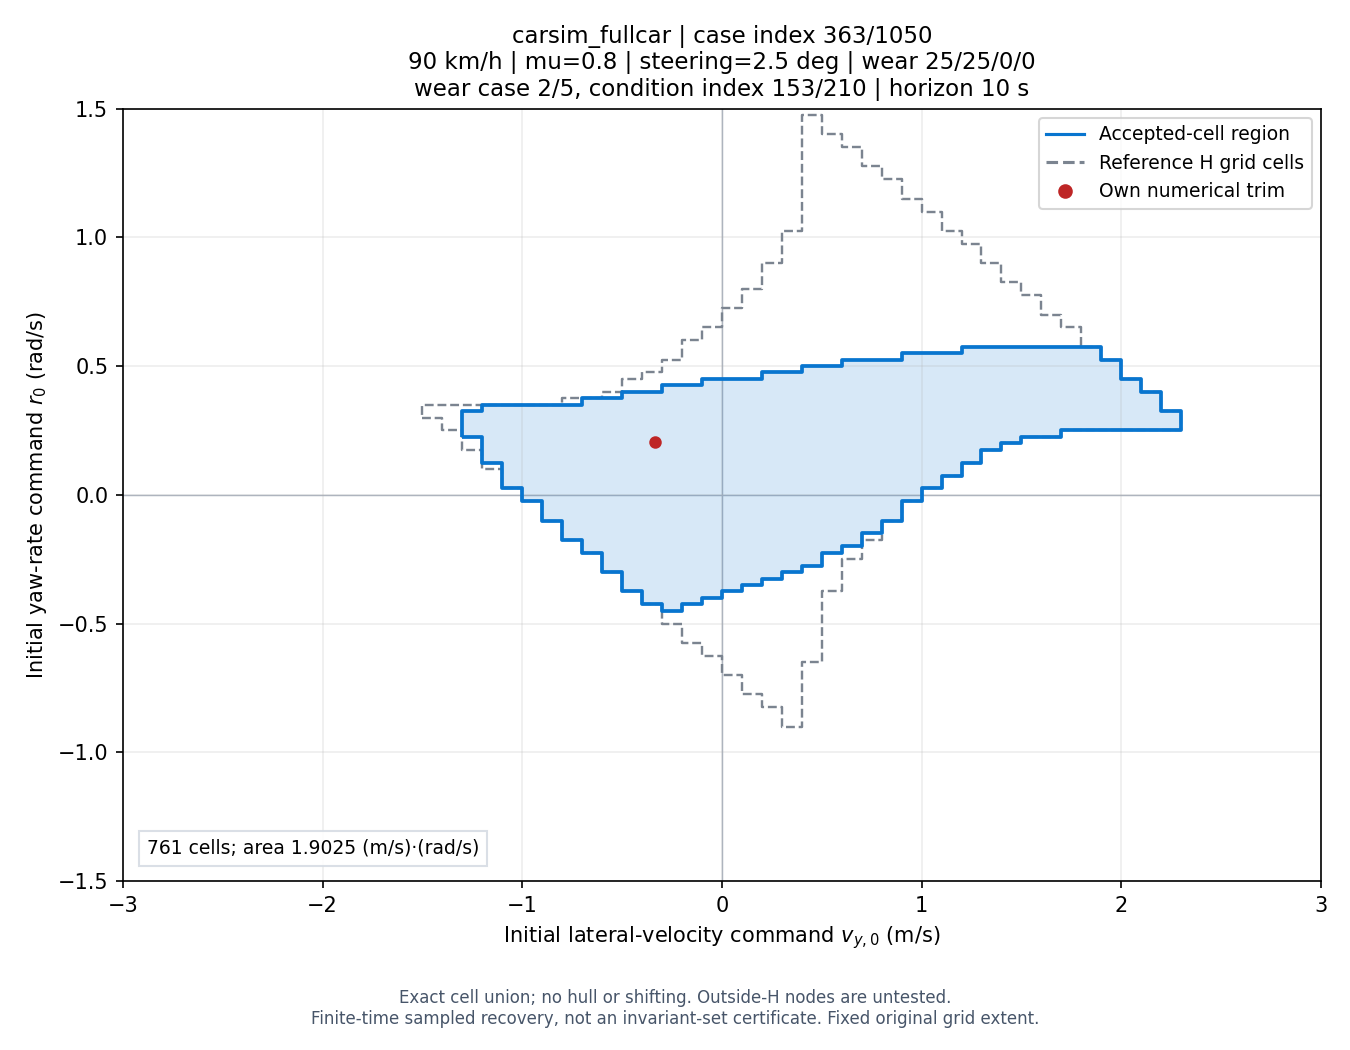 carsim_fullcar | case index 363/1050
90 km/h | mu=0.8 | steering=2.5 deg | wear 25/25/0/0
wear case 2/5, condition index 153/210 | horizon 10 s
Accepted-cell region
Reference H grid cells
Own numerical trim
1.5
1.0
0.5
0.0
−0.5
−1.0
−1.5
Initial yaw-rate command r₀ (rad/s)
761 cells; area 1.9025 (m/s)·(rad/s)
−3
−2
−1
0
1
2
3
Initial lateral-velocity command v_{y,0} (m/s)
Exact cell union; no hull or shifting. Outside-H nodes are untested.
Finite-time sampled recovery, not an invariant-set certificate. Fixed original grid extent.